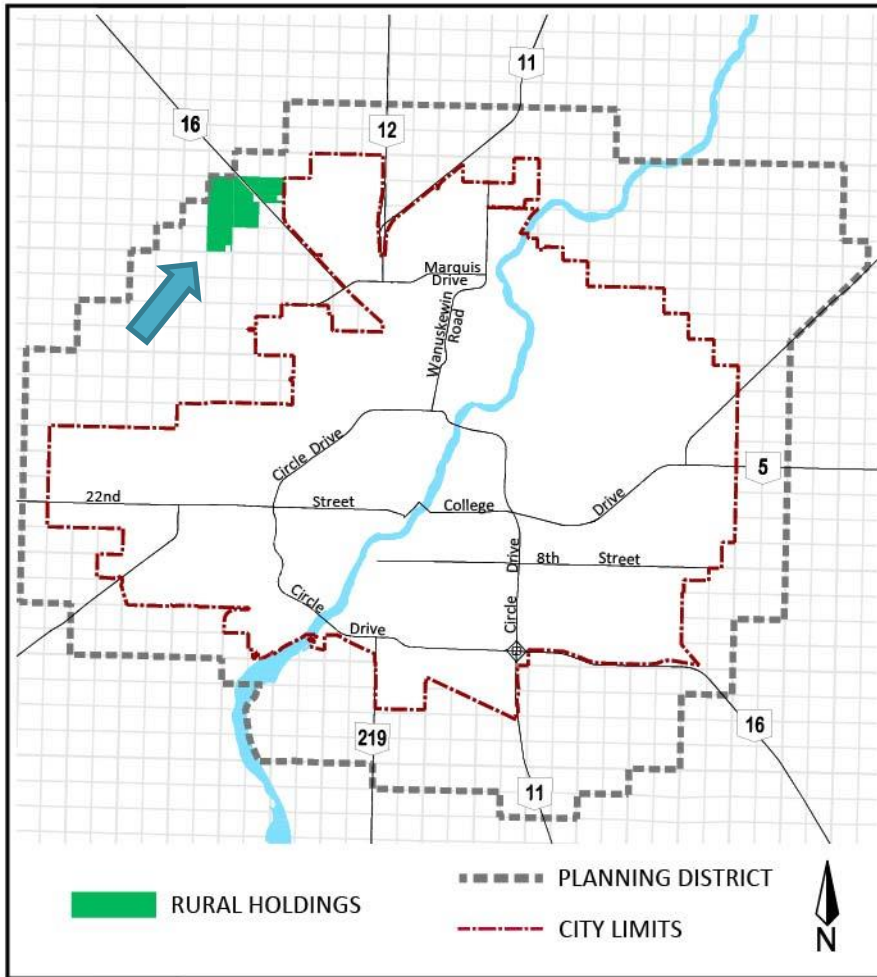 11
16
12
Marquis
Drive
Wanuskewin
Road
Circle Drive
5
22nd
Street
College
Drive
Drive
8th
Street
Circle
Circle
Drive
16
219
11
PLANNING DISTRICT
RURAL HOLDINGS
CITY LIMITS
N